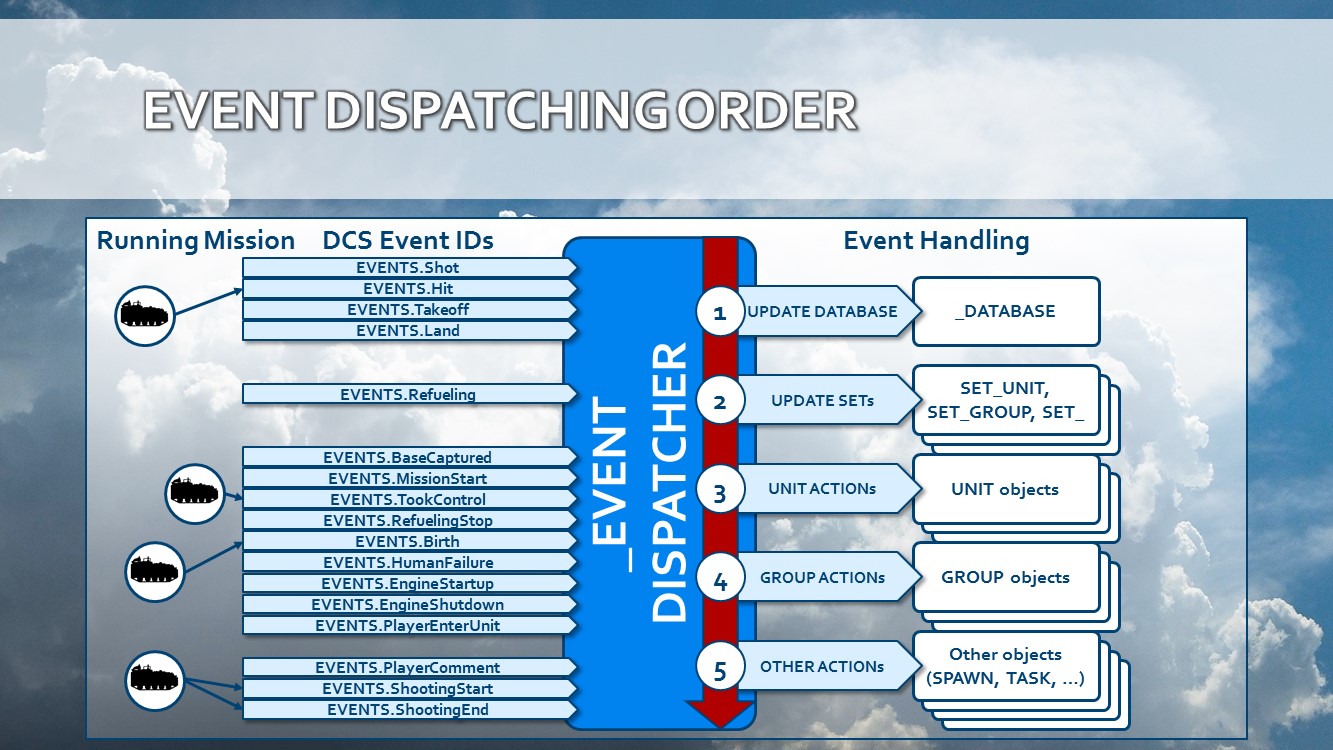 EVENT DISPATCHING ORDER
Running Mission
DCS Event IDs
Event Handling
EVENTS.Shot
EVENTS.Hit
EVENTS.Takeoff
EVENTS.Land
EVENTS.Refueling
EVENTS.BaseCaptured
EVENTS.MissionStart
EVENTS.TookControl
EVENTS.RefuelingStop
EVENTS.Birth
EVENTS.HumanFailure
EVENTS.EngineStartup
EVENTS.EngineShutdown
EVENTS.PlayerEnterUnit
EVENTS.PlayerComment
EVENTS.ShootingStart
EVENTS.ShootingEnd
_EVENT
DISPATCHER
1 UPDATE DATABASE
_DATABASE
2 UPDATE SETs
SET_UNIT,
SET_GROUP, SET_
3 UNIT ACTIONs
UNIT objects
4 GROUP ACTIONs
GROUP objects
5 OTHER ACTIONs
Other objects
(SPAWN, TASK, ...)